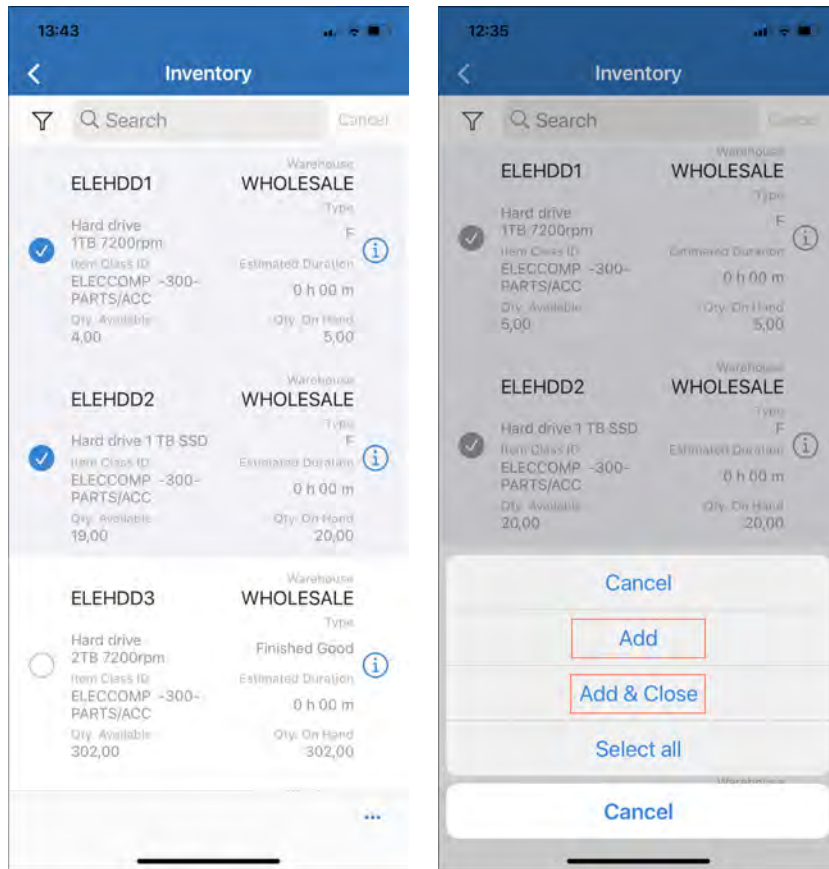 13:43
Inventory
Search
Cancel
Warehouse
ELEHDD1
WHOLESALE
Type
Hard drive
F
1TB 7200rpm
Item Class ID
Estimated Duration
ELECCOMP -300-
PARTS/ACC
0 h 00 m
Qty. Available
Qty. On Hand
4,00
5,00
Warehouse
ELEHDD2
WHOLESALE
Type
Hard drive 1 TB SSD
F
Item Class ID
Estimated Duration
ELECCOMP -300-
PARTS/ACC
0 h 00 m
Qty. Available
Qty. On Hand
19,00
20,00
Warehouse
ELEHDD3
WHOLESALE
Type
Hard drive
2TB 7200rpm
Finished Good
Item Class ID
Estimated Duration
ELECCOMP -300-
PARTS/ACC
0 h 00 m
Qty. Available
Qty. On Hand
302,00
302,00
...
12:35
Inventory
Search
Cancel
Warehouse
ELEHDD1
WHOLESALE
Type
Hard drive
F
1TB 7200rpm
Item Class ID
Estimated Duration
ELECCOMP -300-
PARTS/ACC
0 h 00 m
Qty. Available
Qty. On Hand
5,00
5,00
Warehouse
ELEHDD2
WHOLESALE
Type
Hard drive 1 TB SSD
F
Item Class ID
Estimated Duration
ELECCOMP -300-
PARTS/ACC
0 h 00 m
Qty. Available
Qty. On Hand
20,00
20,00
Cancel
Add
Add & Close
Select all
Warehouse
Cancel